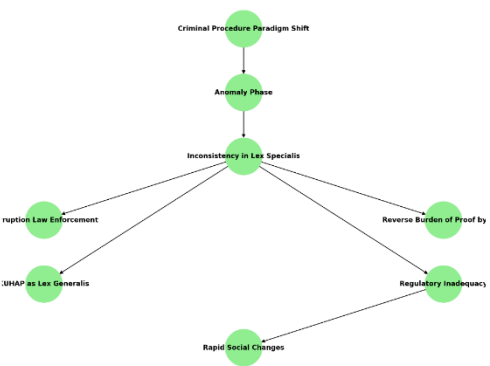 Criminal Procedure Paradigm Shift
Anomaly Phase
Inconsistency in Lex Specialis
ruption Law Enforcement
Reverse Burden of Proof by
KUHAP as Lex Generalis
Regulatory Inadequacy
Rapid Social Changes